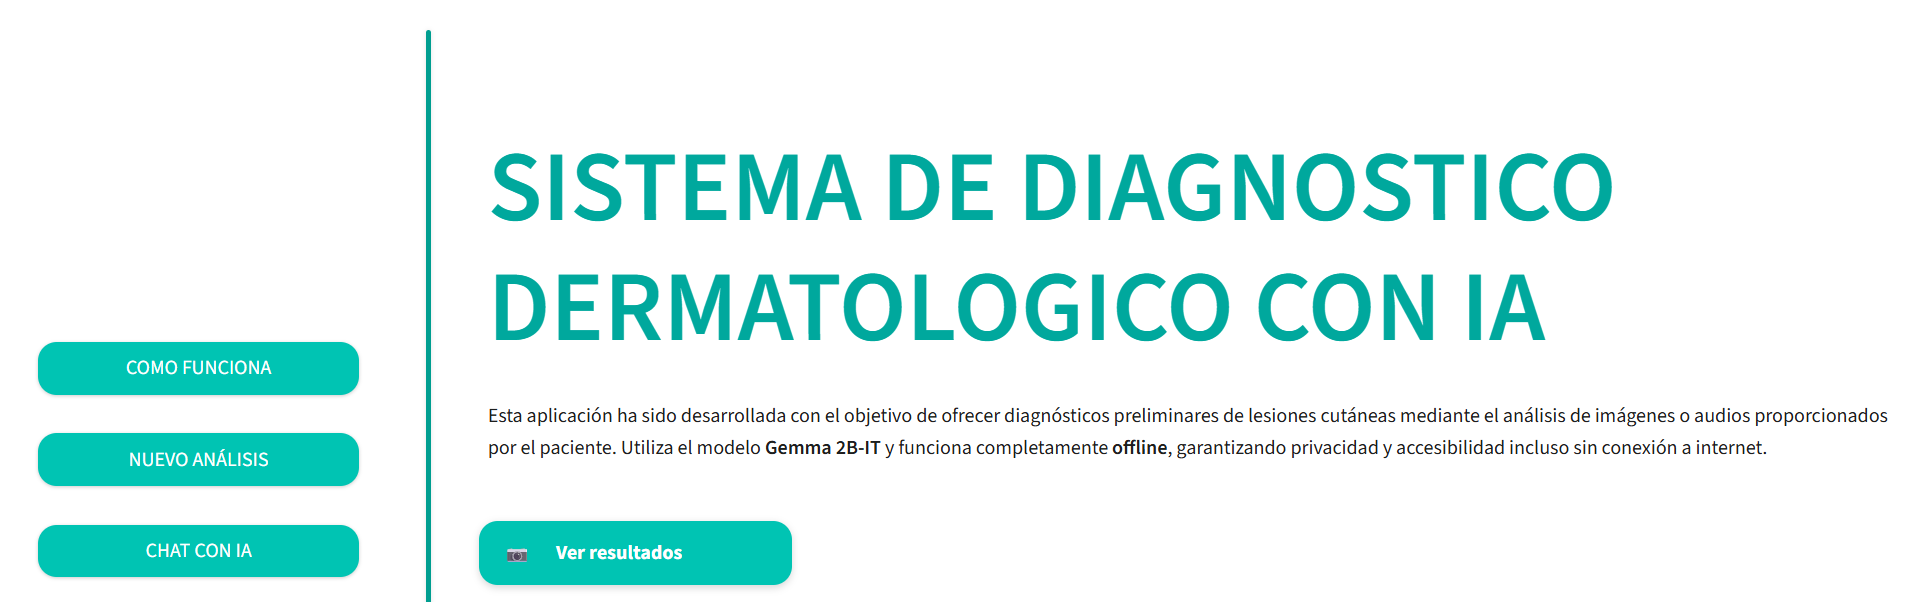 COMO FUNCIONA
NUEVO ANÁLISIS
CHAT CON IA
SISTEMA DE DIAGNOSTICO
DERMATOLOGICO CON IA
Esta aplicación ha sido desarrollada con el objetivo de ofrecer diagnósticos preliminares de lesiones cutáneas mediante el análisis de imágenes o audios proporcionados
por el paciente. Utiliza el modelo Gemma 2B-IT y funciona completamente offline, garantizando privacidad y accesibilidad incluso sin conexión a internet.
Ver resultados